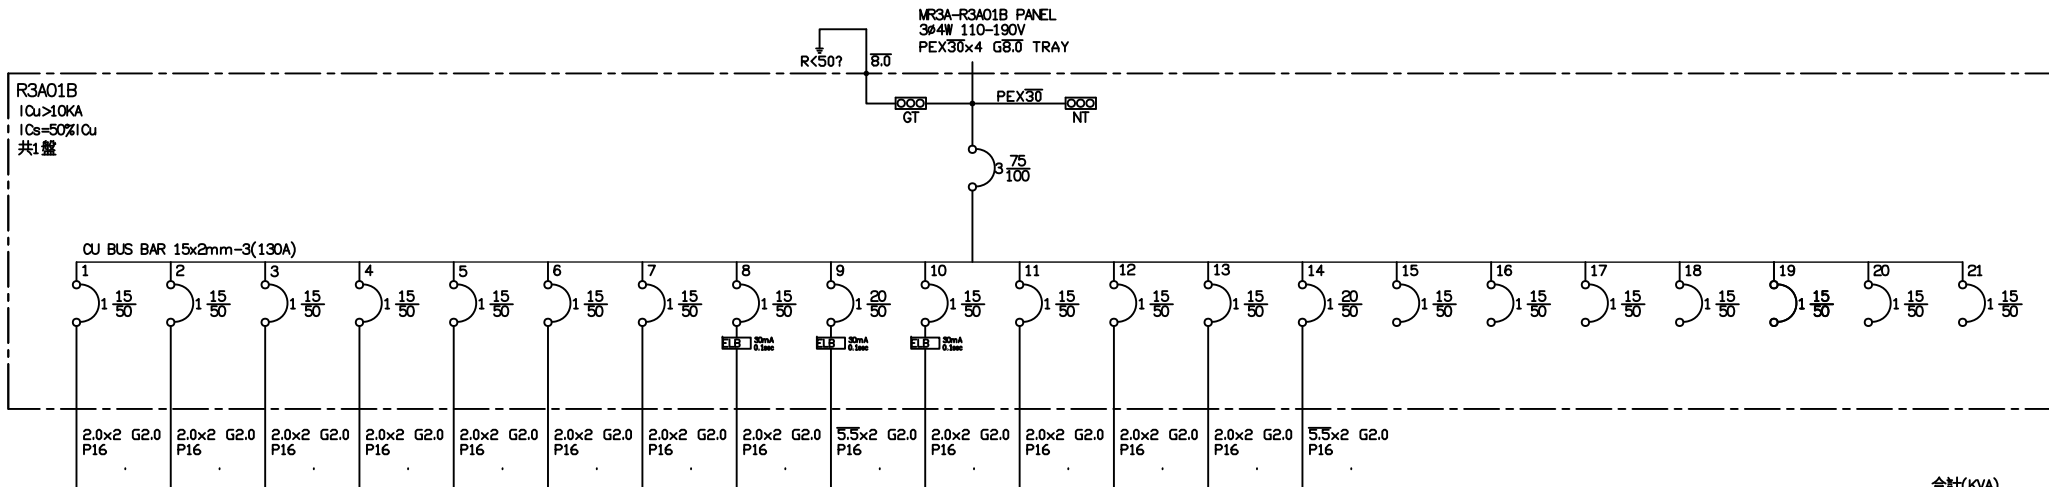 MR3A-R3A01B PANEL
3ø4W 110-190V
PEX30x4 G8.0 TRAY
R<50?
8.0
R3A01B
ICu>10KA
ICs=50%ICu
共1盤
GT
PEX30
NT
3 75
100
CU BUS BAR 15x2mm-3(130A)
1 2 3 4 5 6 7 8 9 10 11 12 13 14 15 16 17 18 19 20 21
1 15 1 15 1 15 1 15 1 15 1 15 1 15 1 15 1 20 1 15 1 15 1 15 1 15 1 20 1 15 1 15 1 15 1 15 1 15 1 15 1 15
50 50 50 50 50 50 50 50 50 50 50 50 50 50 50 50 50 50 50 50 50
ELB 30mA ELB 30mA ELB 30mA
0.1sec 0.1sec 0.1sec
2.0x2 G2.0 2.0x2 G2.0 2.0x2 G2.0 2.0x2 G2.0 2.0x2 G2.0 2.0x2 G2.0 2.0x2 G2.0 2.0x2 G2.0 5.5x2 G2.0 2.0x2 G2.0 2.0x2 G2.0 2.0x2 G2.0 2.0x2 G2.0 5.5x2 G2.0
P16 P16 P16 P16 P16 P16 P16 P16 P16 P16 P16 P16 P16 P16
合計(KVA)